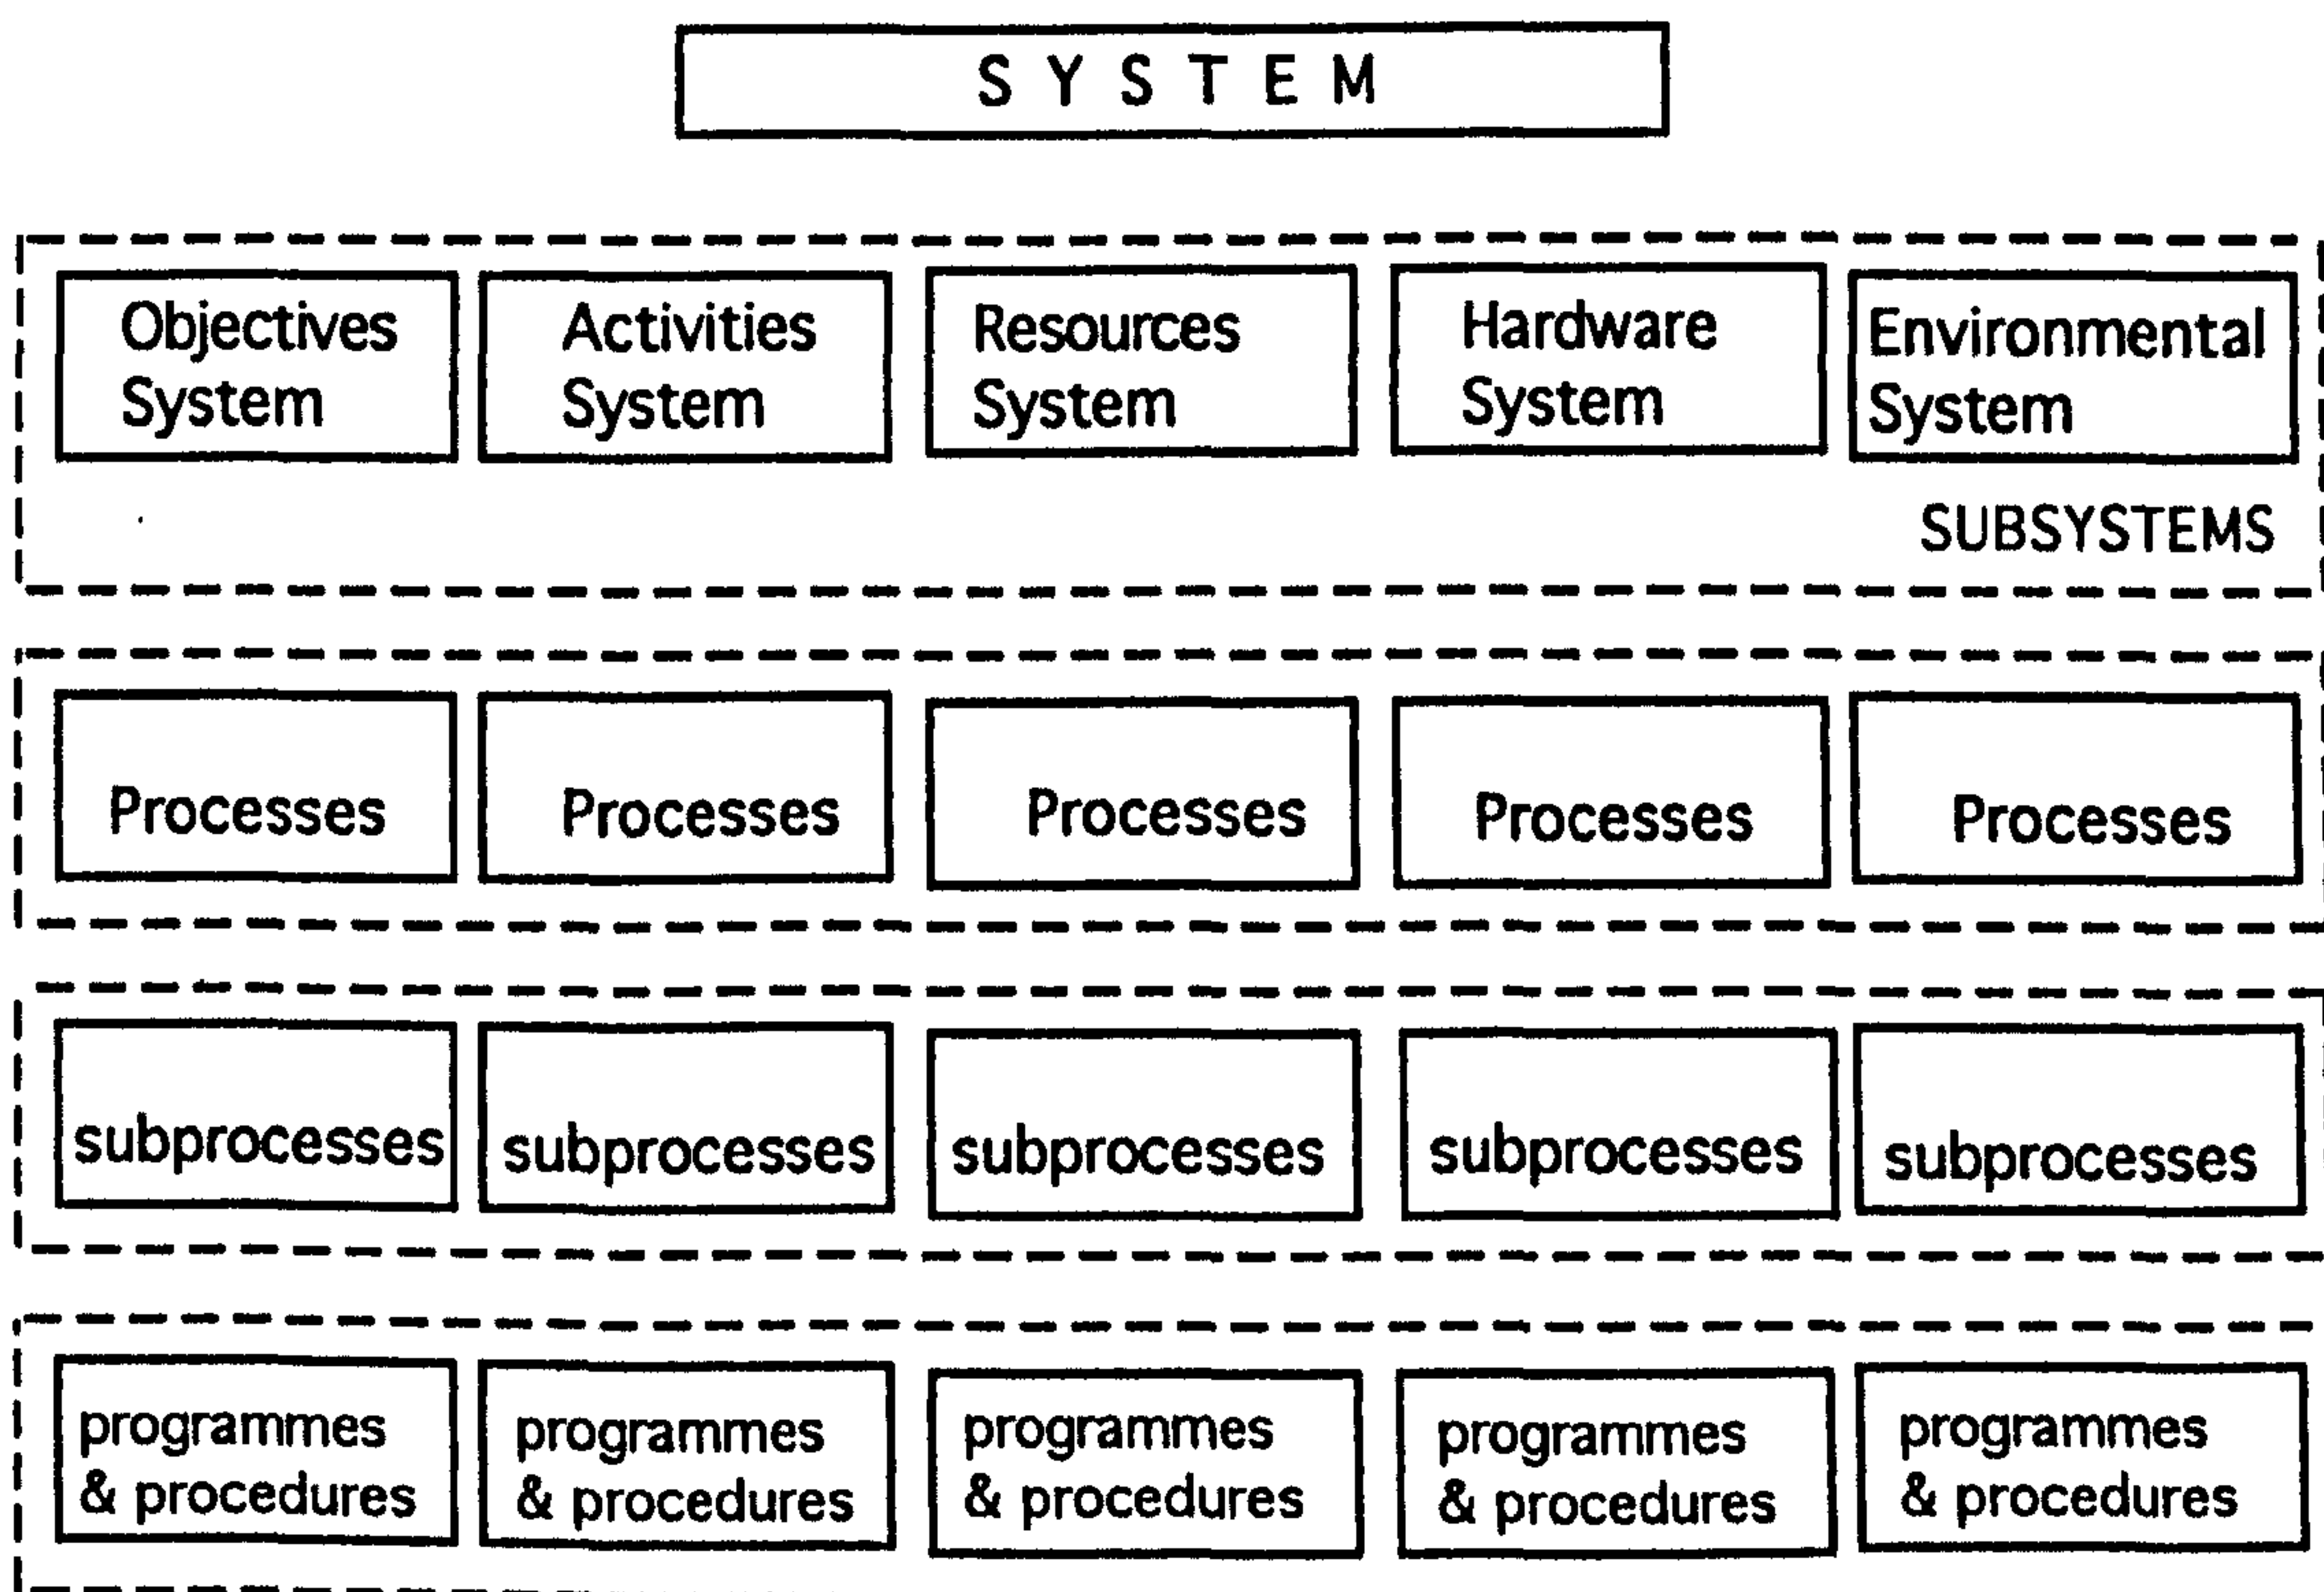 S Y S T E M
Objectives
System
Activities
System
Resources
System
Hardware
System
Environmental
System
SUBSYSTEMS
Processes
Processes
Processes
Processes
Processes
subprocesses
subprocesses
subprocesses
subprocesses
subprocesses
programmes
& procedures
programmes
& procedures
programmes
& procedures
programmes
& procedures
programmes
& procedures